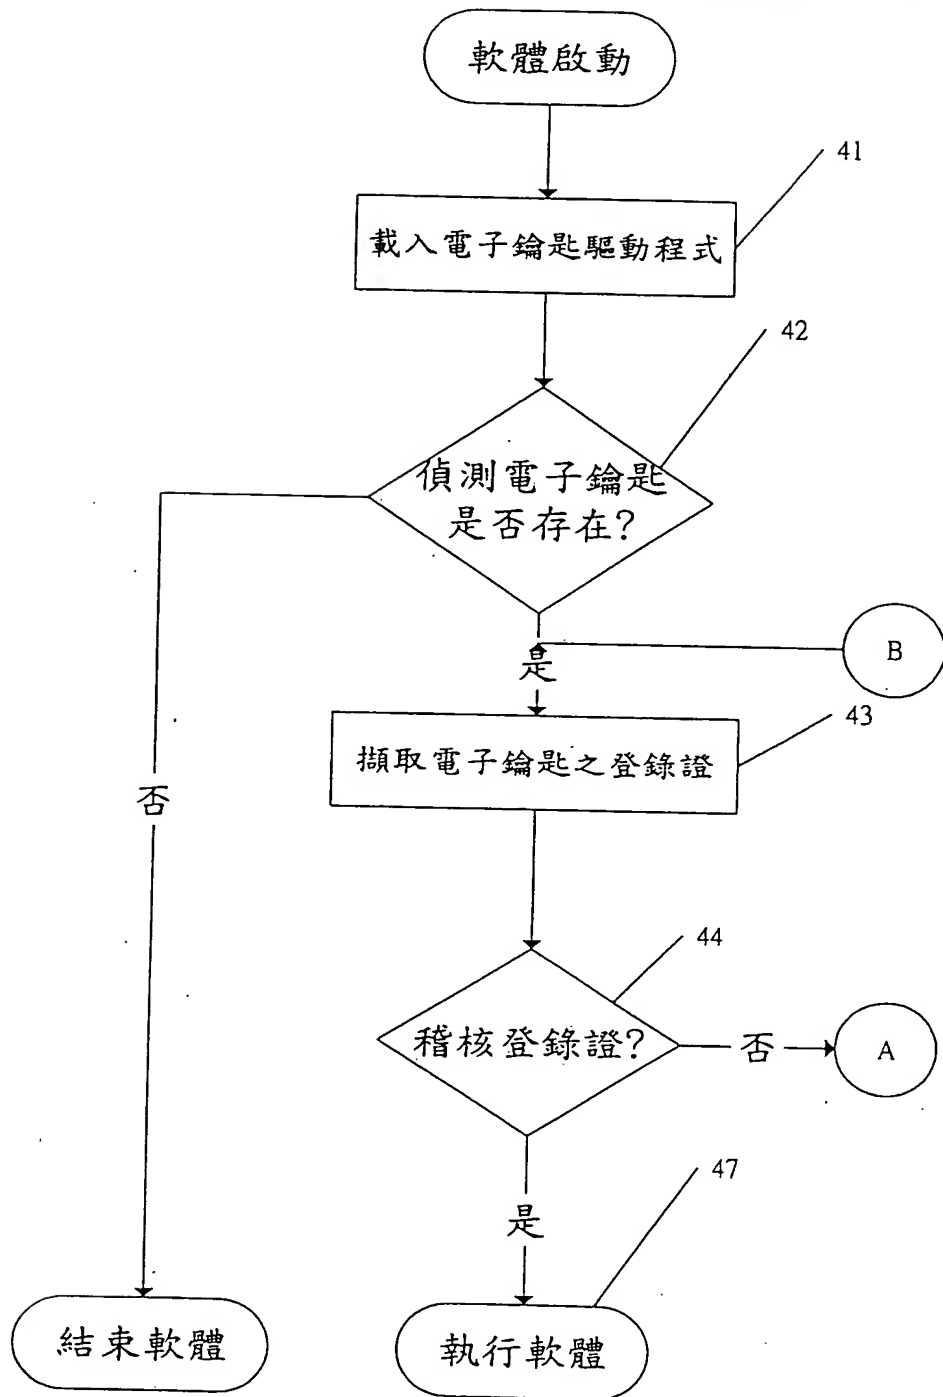 軟體啟動
41
載入電子鑰匙驅動程式
42
偵測電子鑰匙
是否存在?
B
是
43
擷取電子鑰匙之登錄證
否
44
稽核登錄證?
否
A
47
是
結束軟體
執行軟體